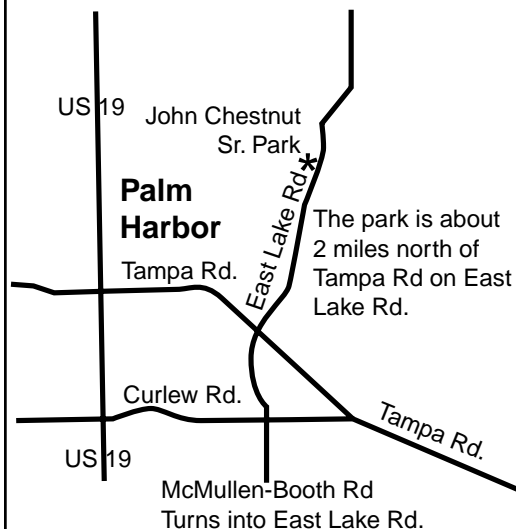 US 19
John Chestnut
Sr. Park
*
Palm
Harbor
East Lake Rd
The park is about
2 miles north of
Tampa Rd on East
Lake Rd.
Tampa Rd.
Curlew Rd.
Tampa Rd.
US 19
McMullen-Booth Rd
Turns into East Lake Rd.